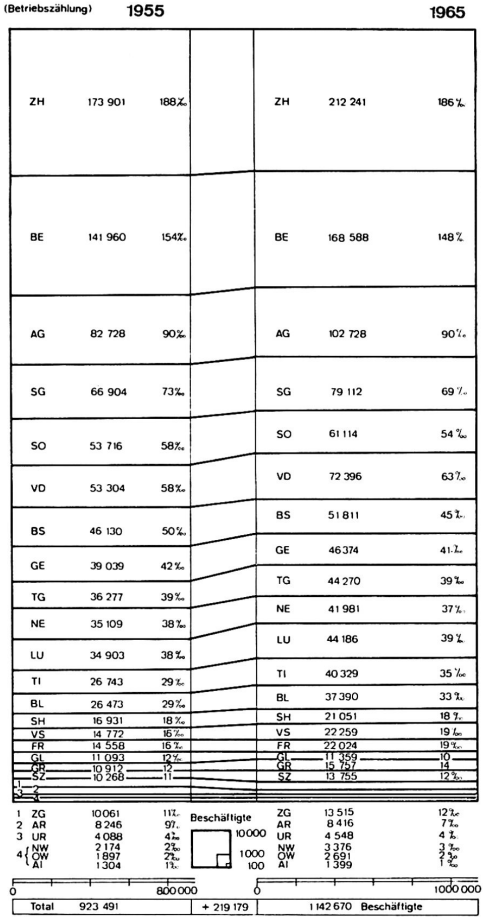 (Betriebszählung) 1955 1965
ZH 173 901 188‰ ZH 212 241 186‰
BE 141 960 154‰ BE 168 588 148‰
AG 82 728 90‰ AG 102 728 90‰
SG 66 904 73‰ SG 79 112 69‰
SO 53 716 58‰ SO 61 114 54‰
VD 53 304 58‰ VD 72 396 63‰
BS 46 130 50‰ BS 51 811 45‰
GE 39 039 42‰ GE 46 374 41‰
TG 36 277 39‰ TG 44 270 39‰
NE 35 109 38‰ NE 41 981 37‰
LU 34 903 38‰ LU 44 186 39‰
TI 26 743 29‰ TI 40 329 35‰
BL 26 473 29‰ BL 37 390 33‰
SH 16 931 18‰ SH 21 051 18‰
VS 14 772 16‰ VS 22 259 19‰
FR 14 558 16‰ FR 22 024 19‰
GL 11 093 12‰ GL 11 359 10
GR 10 912 12 GR 15 757 14
SZ 10 268 11 SZ 13 755 12‰
1
2
3
4
1 ZG 10 061 11‰ Beschäftigte ZG 13 515 12‰
2 AR 8 246 9‰ 10 000 AR 8 416 7‰
3 UR 4 088 4‰ UR 4 548 4‰
4 { NW 2 174 2‰ 1 000 NW 3 376 3‰
OW 1 897 2‰ OW 2 691 2‰
AI 1 304 1‰ 100 AI 1 399 1‰
0 800 000 0 1 000 000
Total 923 491 + 219 179 1 142 670 Beschäftigte